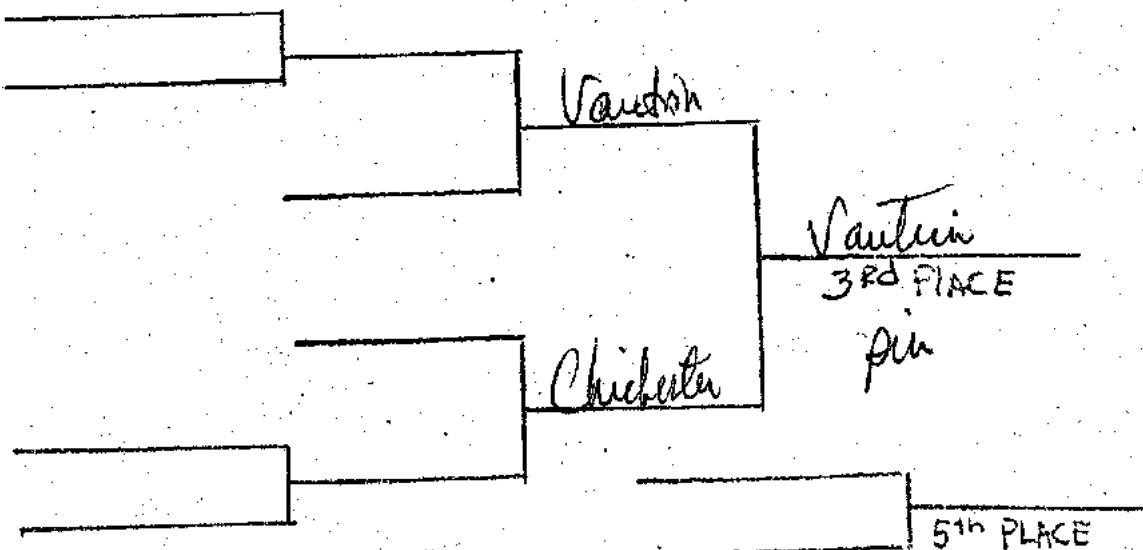 Vautrin
Vautrin
3Rd PlACE
pin
Chichester
5th PLACE